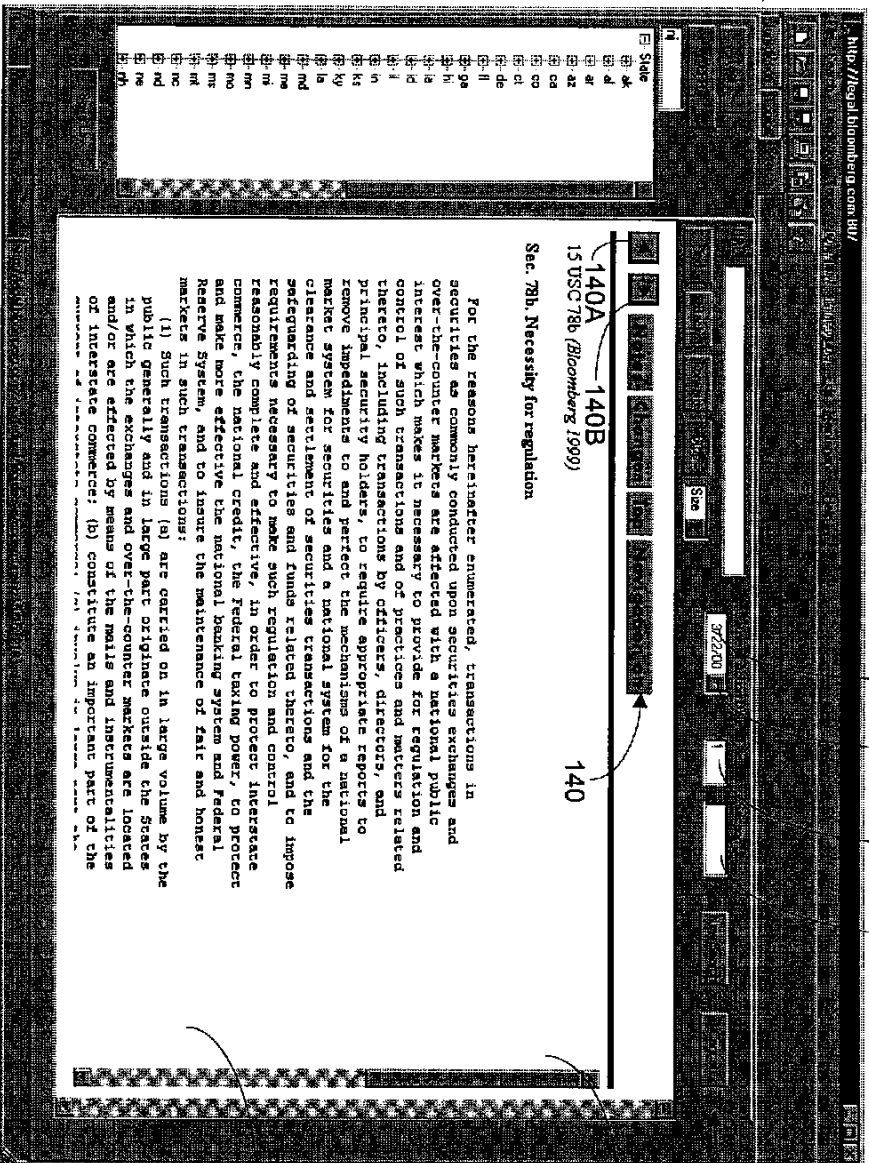 http://legal.bloomberg.com:80/
Size
3/22/00
1
State
ak
al
ar
az
ca
co
ct
de
fl
ga
hi
ia
id
il
in
ks
ky
la
md
me
mi
mn
mo
ms
mt
nc
nd
ne
nh
History Changes Top Next section
140
140A
140B
15 USC 78b (Bloomberg 1999)
Sec. 78b. Necessity for regulation
For the reasons hereinafter enumerated, transactions in
securities as commonly conducted upon securities exchanges and
over-the-counter markets are affected with a national public
interest which makes it necessary to provide for regulation and
control of such transactions and of practices and matters related
thereto, including transactions by officers, directors, and
principal security holders, to require appropriate reports to
remove impediments to and perfect the mechanisms of a national
market system for securities and a national system for the
clearance and settlement of securities transactions and the
safeguarding of securities and funds related thereto, and to impose
requirements necessary to make such regulation and control
reasonably complete and effective, in order to protect interstate
commerce, the national credit, the Federal taxing power, to protect
and make more effective the national banking system and Federal
Reserve System, and to insure the maintenance of fair and honest
markets in such transactions:
(1) Such transactions (a) are carried on in large volume by the
public generally and in large part originate outside the States
in which the exchanges and over-the-counter markets are located
and/or are effected by means of the mails and instrumentalities
of interstate commerce; (b) constitute an important part of the